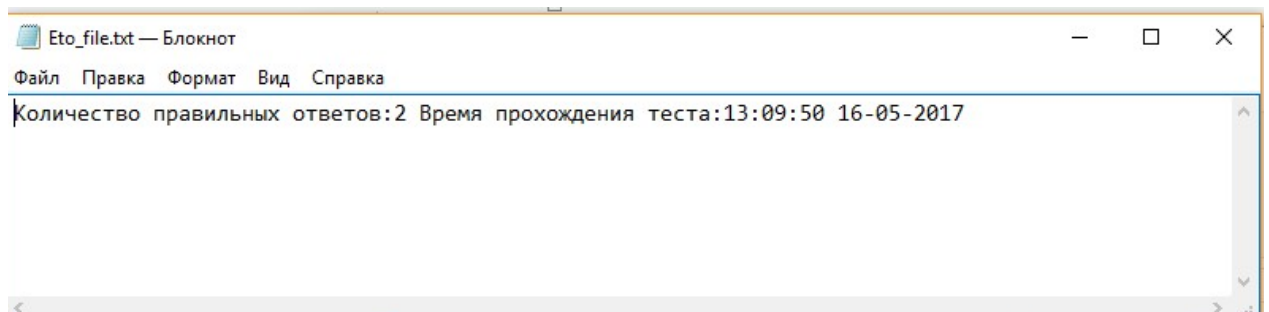 Eto_file.txt — Блокнот
Файл Правка Формат Вид Справка
Количество правильных ответов:2 Время прохождения теста:13:09:50 16-05-2017